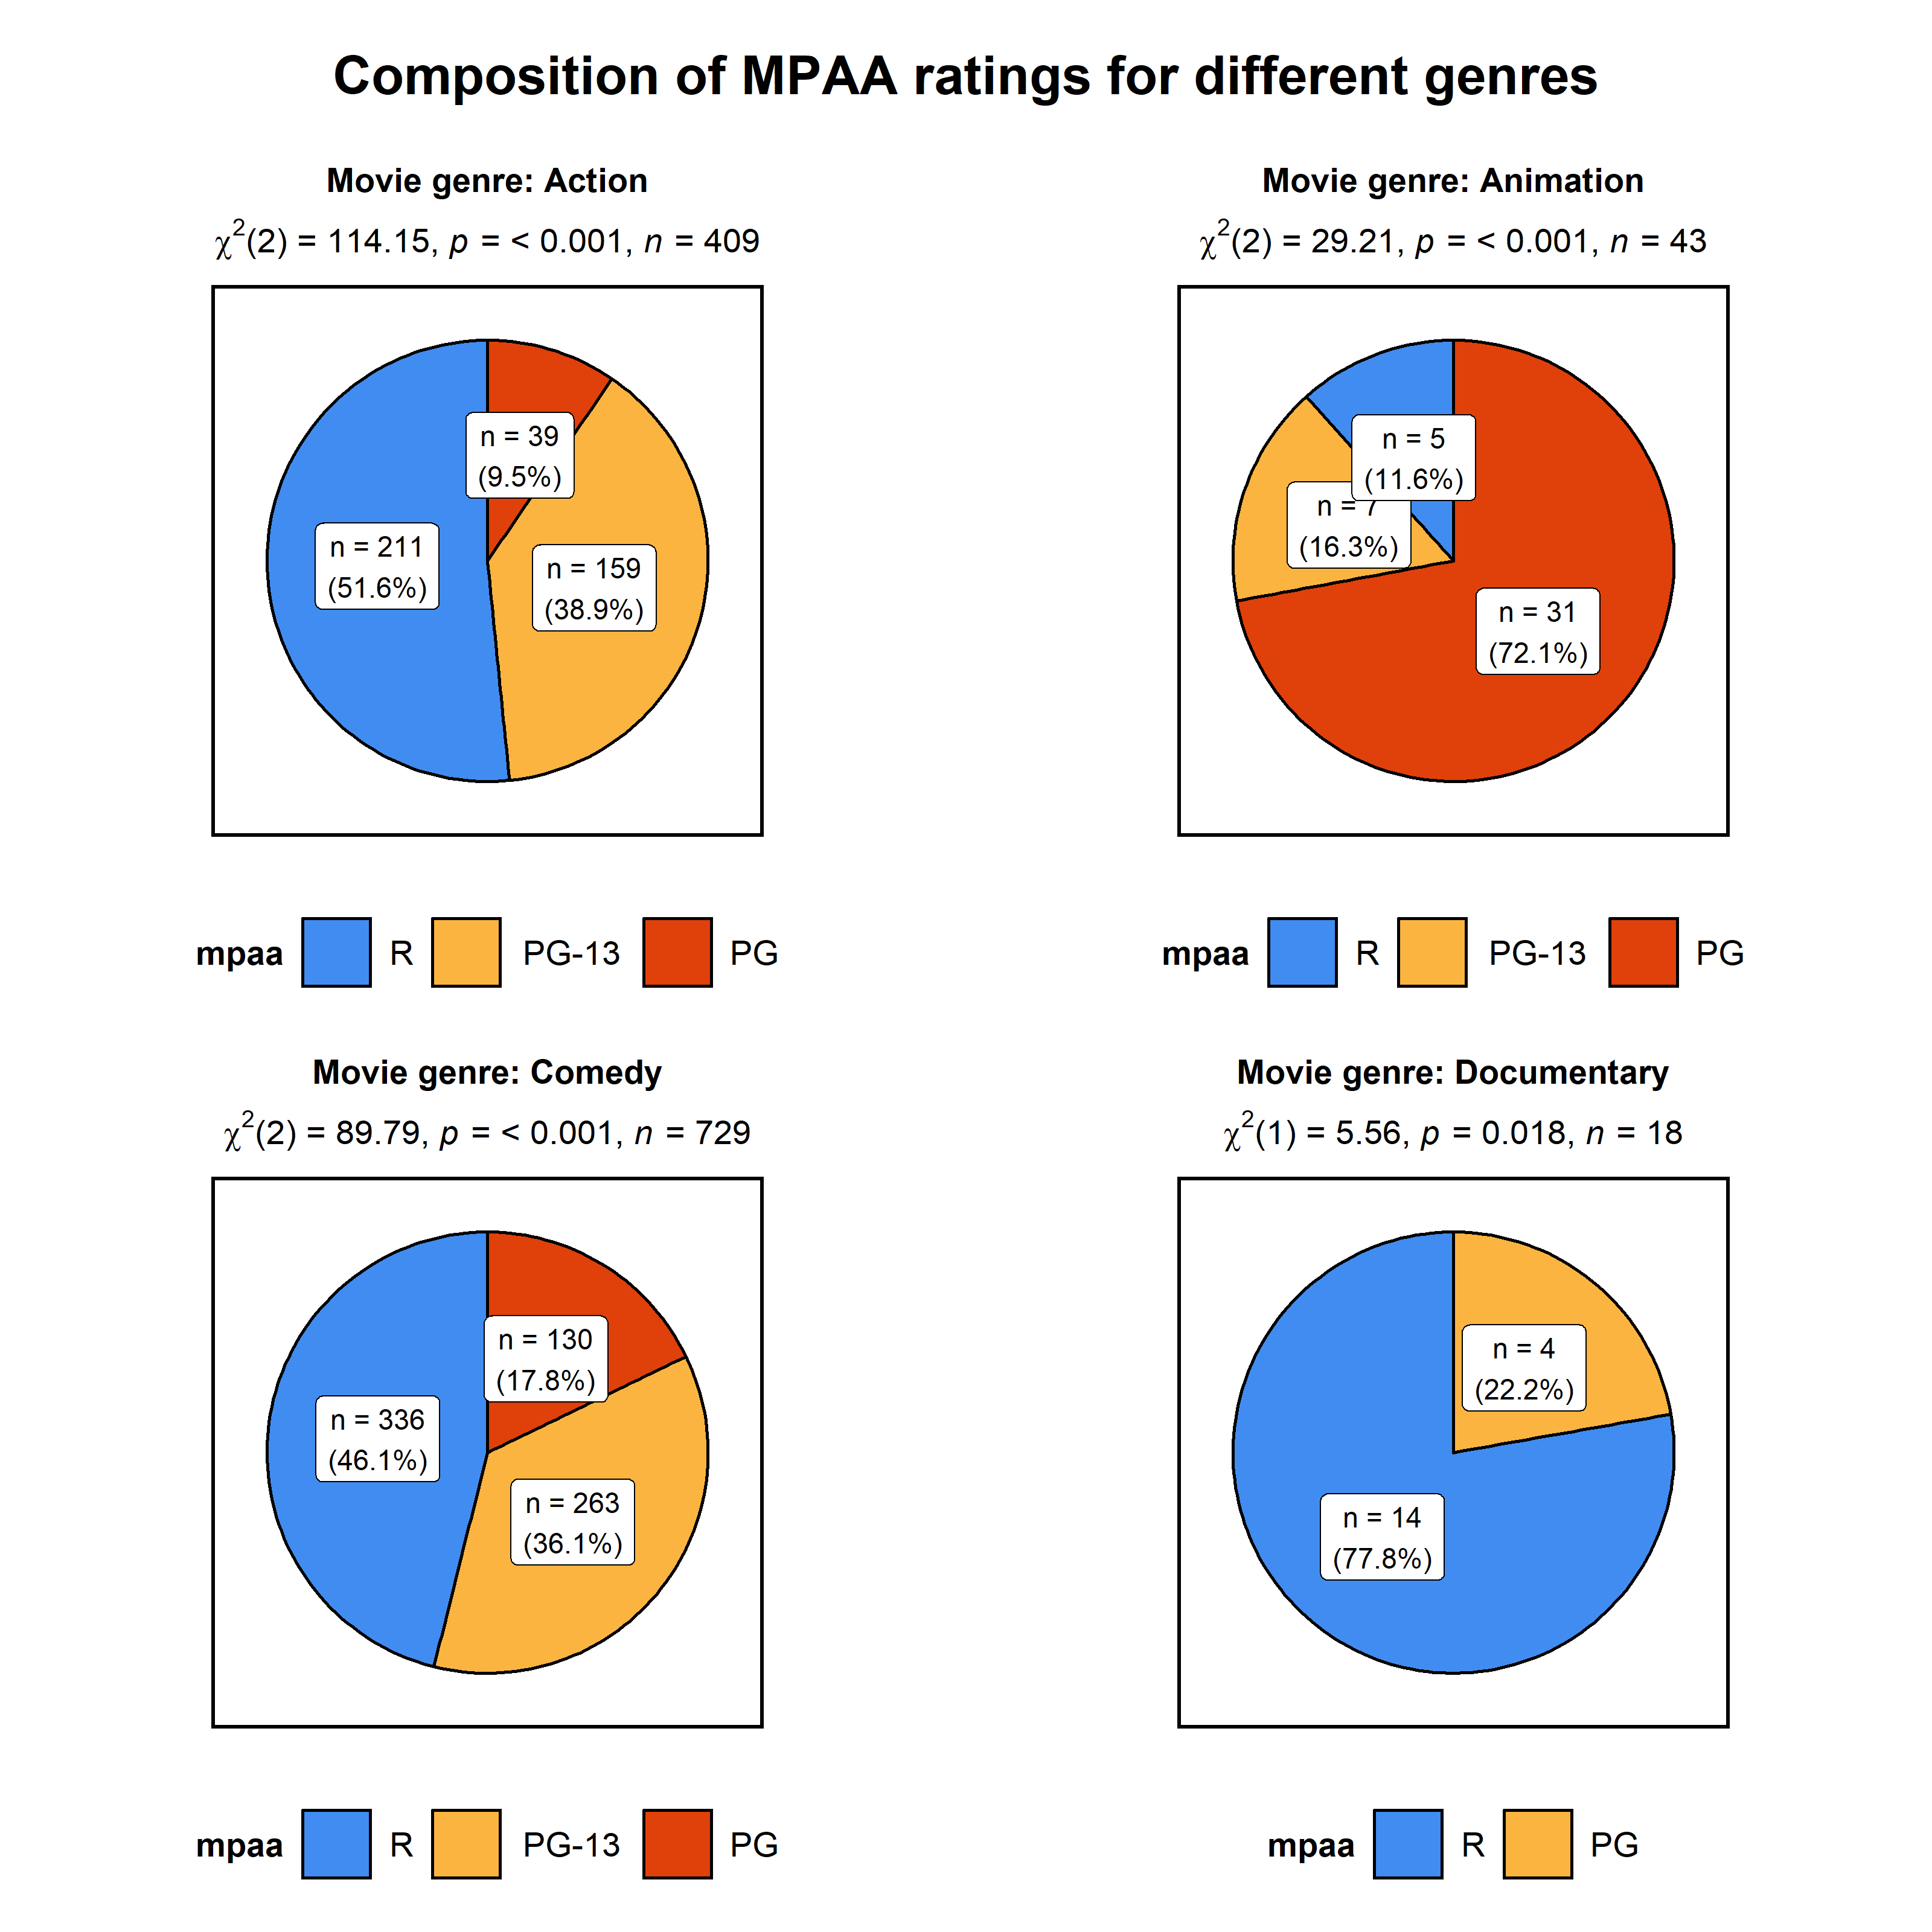 Composition of MPAA ratings for different genres
Movie genre: Action
χ²(2) = 114.15, p = < 0.001, n = 409
n = 39
(9.5%)
n = 211
(51.6%)
n = 159
(38.9%)
mpaa R PG-13 PG
Movie genre: Animation
χ²(2) = 29.21, p = < 0.001, n = 43
n = 5
(11.6%)
n = 7
(16.3%)
n = 31
(72.1%)
mpaa R PG-13 PG
Movie genre: Comedy
χ²(2) = 89.79, p = < 0.001, n = 729
n = 130
(17.8%)
n = 336
(46.1%)
n = 263
(36.1%)
mpaa R PG-13 PG
Movie genre: Documentary
χ²(1) = 5.56, p = 0.018, n = 18
n = 4
(22.2%)
n = 14
(77.8%)
mpaa R PG